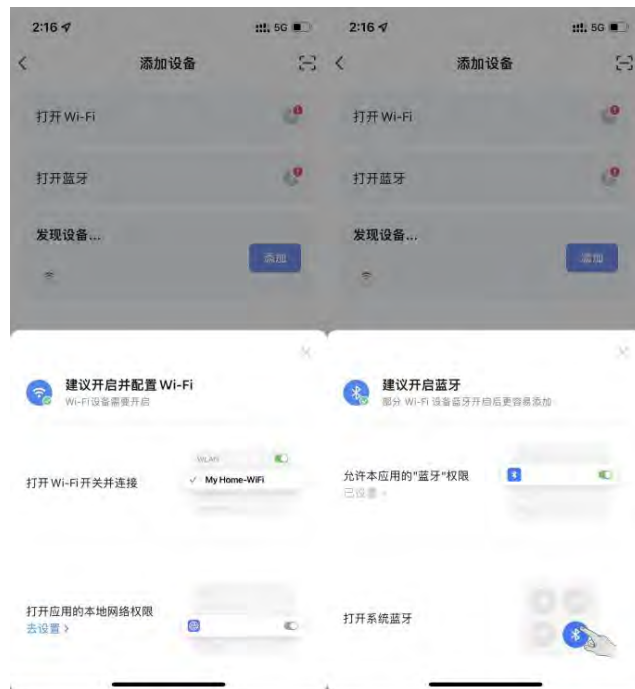 2:16
5G
添加设备
打开 Wi-Fi
打开蓝牙
发现设备...
添加
建议开启并配置 Wi-Fi
Wi-Fi 设备需要开启
打开 Wi-Fi 开关并连接
WLAN
My Home-WiFi
打开应用的本地网络权限
去设置 >
2:16
5G
添加设备
打开 Wi-Fi
打开蓝牙
发现设备...
添加
建议开启蓝牙
部分 Wi-Fi 设备蓝牙开启后更容易添加
允许本应用的"蓝牙"权限
已设置 >
打开系统蓝牙